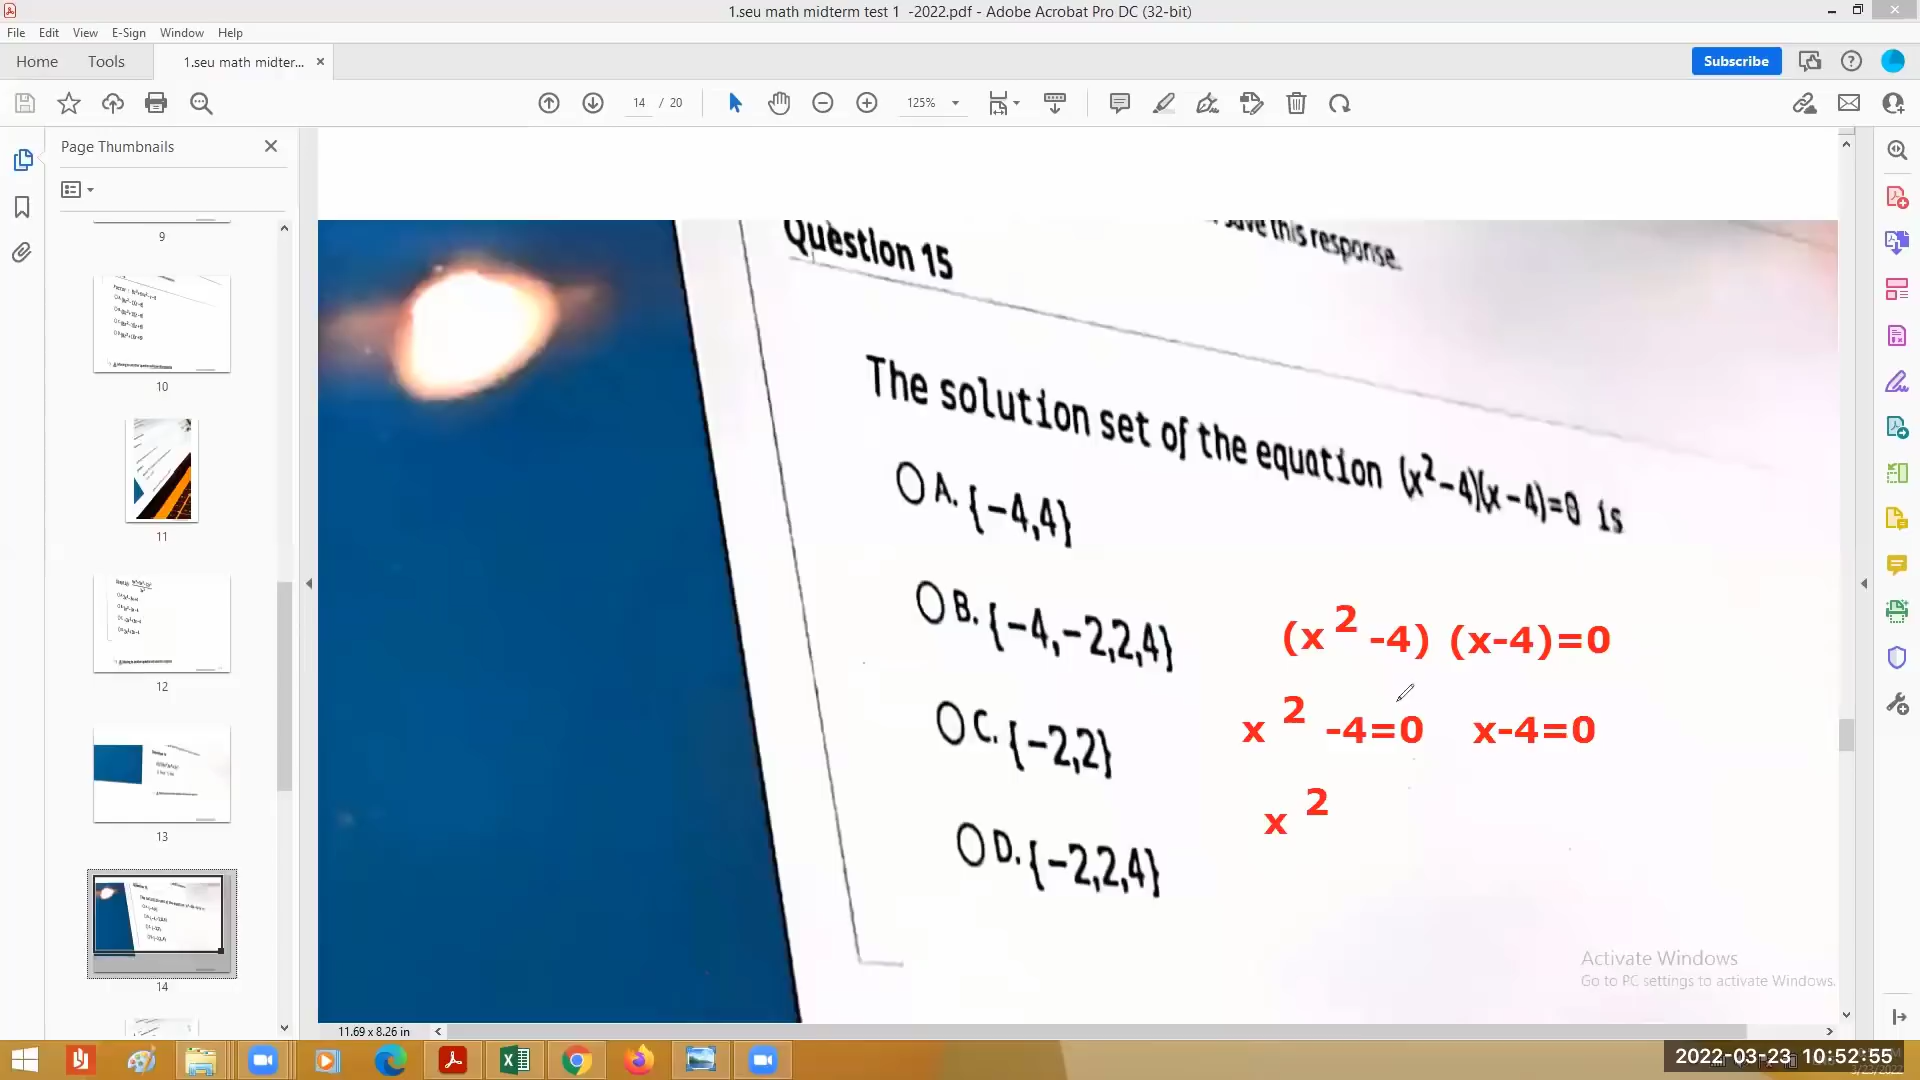 1.seu math midterm test 1 -2022.pdf - Adobe Acrobat Pro DC (32-bit)
File Edit View E-Sign Window Help
Home Tools 1.seu math midter... Subscribe
14 / 20 125%
Page Thumbnails
9
10
11
12
13
14
save this response.
Question 15
The solution set of the equation (x²-4)(x-4)=0 is
A. {-4,4}
B. {-4,-2,2,4}
C. {-2,2}
D. {-2,2,4}
(x² -4) (x-4)=0
x² -4=0 x-4=0
x²
Activate Windows
Go to PC settings to activate Windows.
11.69 x 8.26 in
2022-03-23 10:52:55